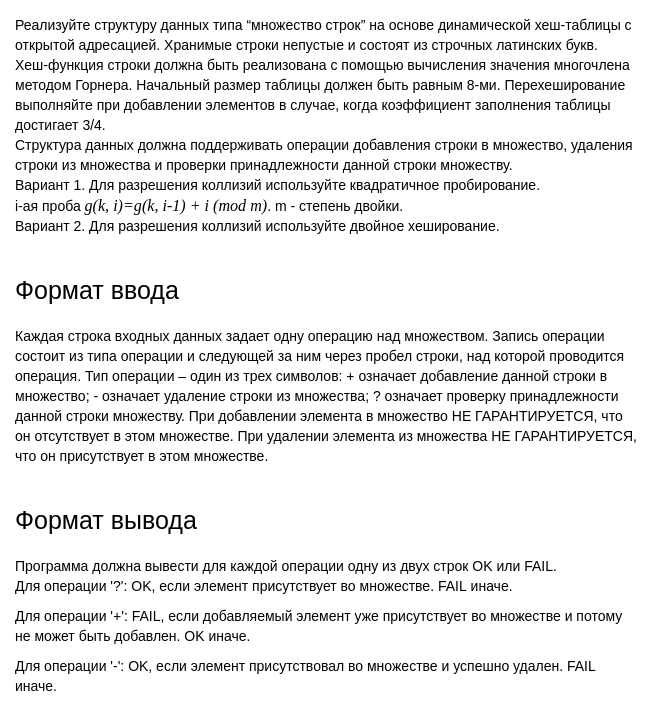 Реализуйте структуру данных типа “множество строк” на основе динамической хеш-таблицы с
открытой адресацией. Хранимые строки непустые и состоят из строчных латинских букв.
Хеш-функция строки должна быть реализована с помощью вычисления значения многочлена
методом Горнера. Начальный размер таблицы должен быть равным 8-ми. Перехеширование
выполняйте при добавлении элементов в случае, когда коэффициент заполнения таблицы
достигает 3/4.
Структура данных должна поддерживать операции добавления строки в множество, удаления
строки из множества и проверки принадлежности данной строки множеству.
Вариант 1. Для разрешения коллизий используйте квадратичное пробирование.
i-ая проба g(k, i)=g(k, i-1) + i (mod m). m - степень двойки.
Вариант 2. Для разрешения коллизий используйте двойное хеширование.
Формат ввода
Каждая строка входных данных задает одну операцию над множеством. Запись операции
состоит из типа операции и следующей за ним через пробел строки, над которой проводится
операция. Тип операции – один из трех символов: + означает добавление данной строки в
множество; - означает удаление строки из множества; ? означает проверку принадлежности
данной строки множеству. При добавлении элемента в множество НЕ ГАРАНТИРУЕТСЯ, что
он отсутствует в этом множестве. При удалении элемента из множества НЕ ГАРАНТИРУЕТСЯ,
что он присутствует в этом множестве.
Формат вывода
Программа должна вывести для каждой операции одну из двух строк OK или FAIL.
Для операции '?': OK, если элемент присутствует во множестве. FAIL иначе.
Для операции '+': FAIL, если добавляемый элемент уже присутствует во множестве и потому
не может быть добавлен. OK иначе.
Для операции '-': OK, если элемент присутствовал во множестве и успешно удален. FAIL
иначе.